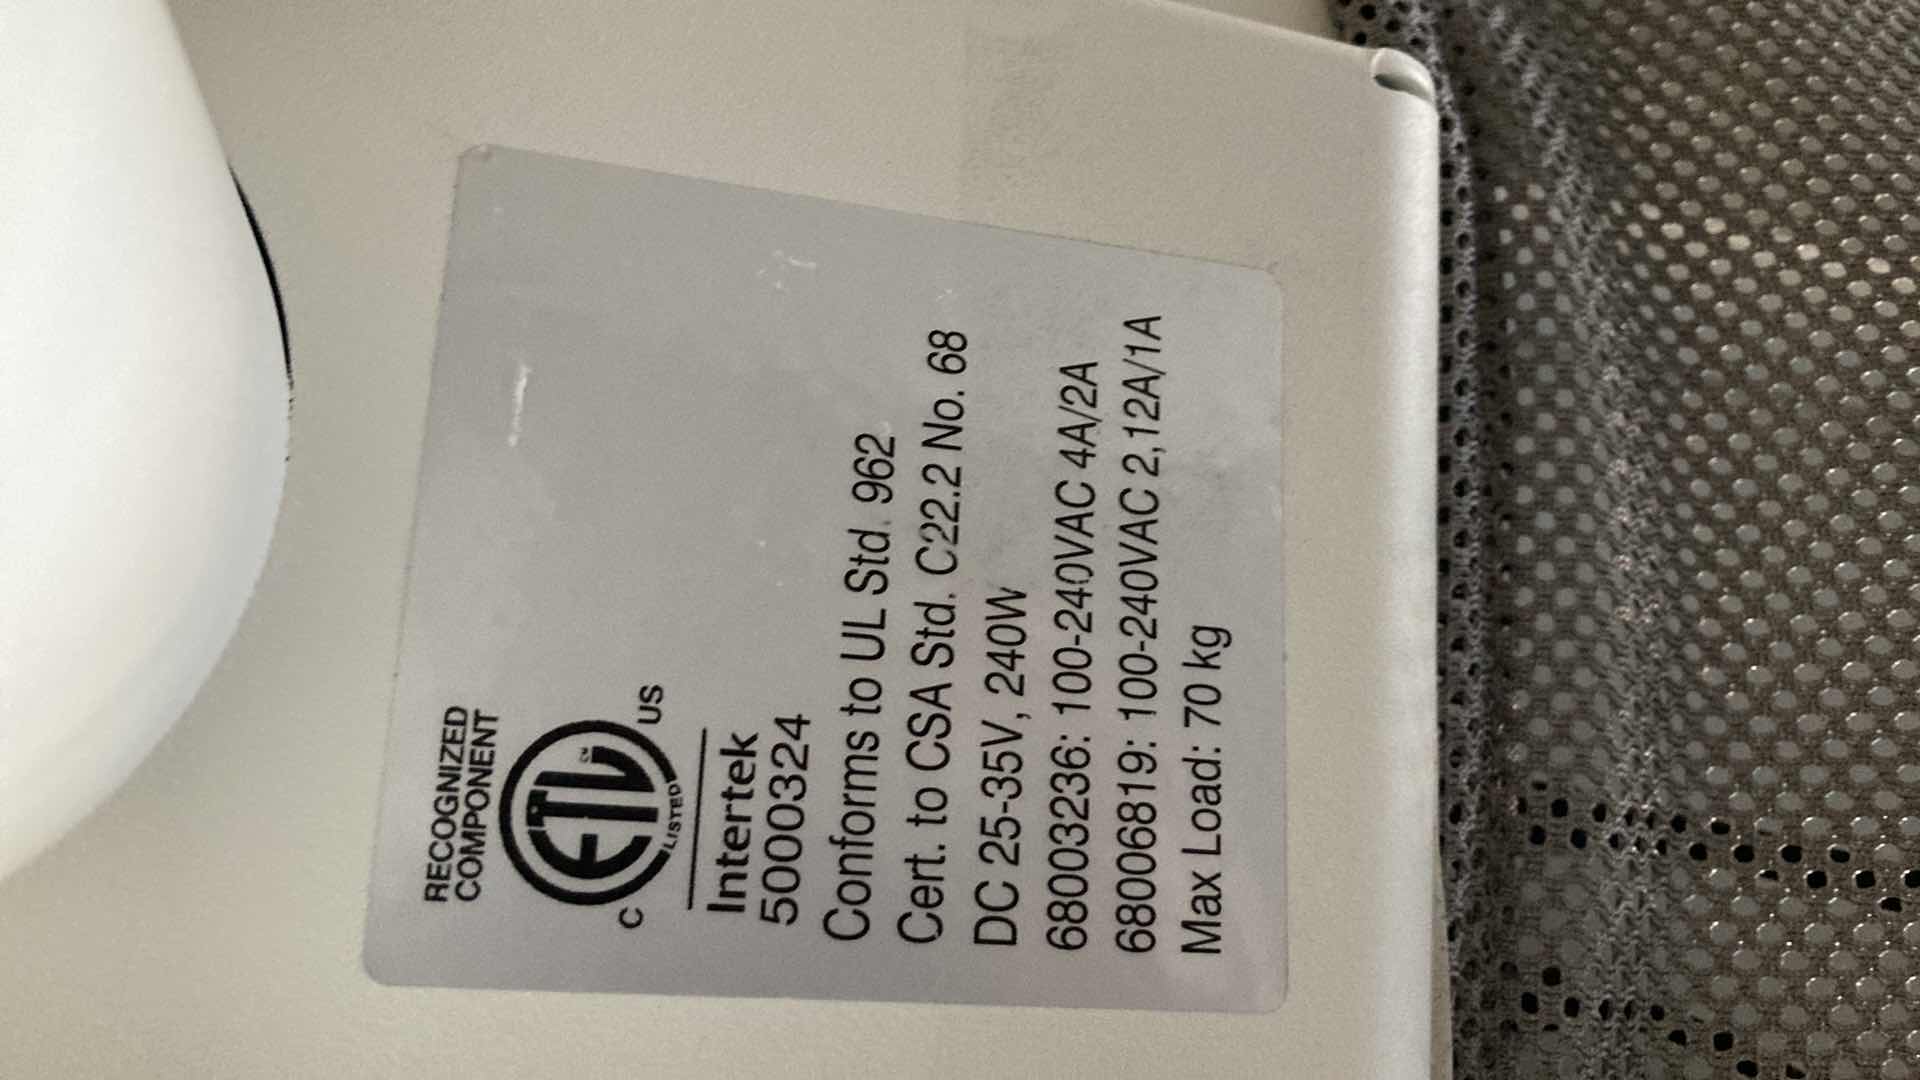 RECOGNIZED
COMPONENT
ETL
CM
LISTED
C US
Intertek
5000324
Conforms to UL Std. 962
Cert. to CSA Std. C22.2 No. 68
DC 25-35V, 240W
68003236: 100-240VAC 4A/2A
68006819: 100-240VAC 2,12A/1A
Max Load: 70 kg